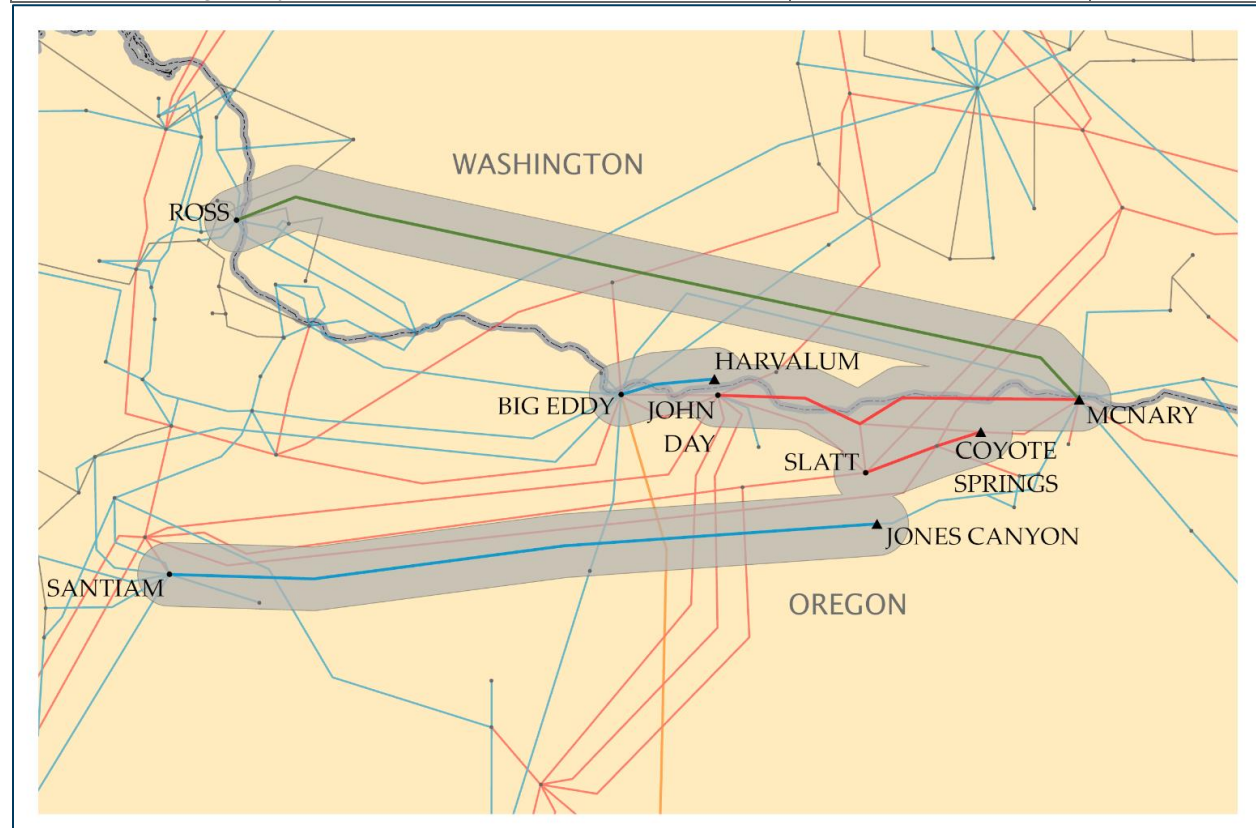 WASHINGTON
ROSS
HARVALUM
BIG EDDY
JOHN
DAY
MCNARY
SLATT
COYOTE
SPRINGS
JONES CANYON
SANTIAM
OREGON